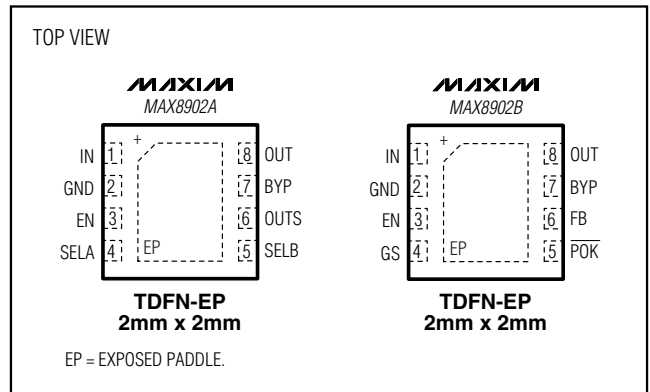 TOP VIEW
MAXIM
MAX8902A
+
IN 1 8 OUT
GND 2 7 BYP
EN 3 6 OUTS
SELA 4 EP 5 SELB
TDFN-EP
2mm x 2mm
MAXIM
MAX8902B
+
IN 1 8 OUT
GND 2 7 BYP
EN 3 6 FB
GS 4 EP 5 POK
TDFN-EP
2mm x 2mm
EP = EXPOSED PADDLE.